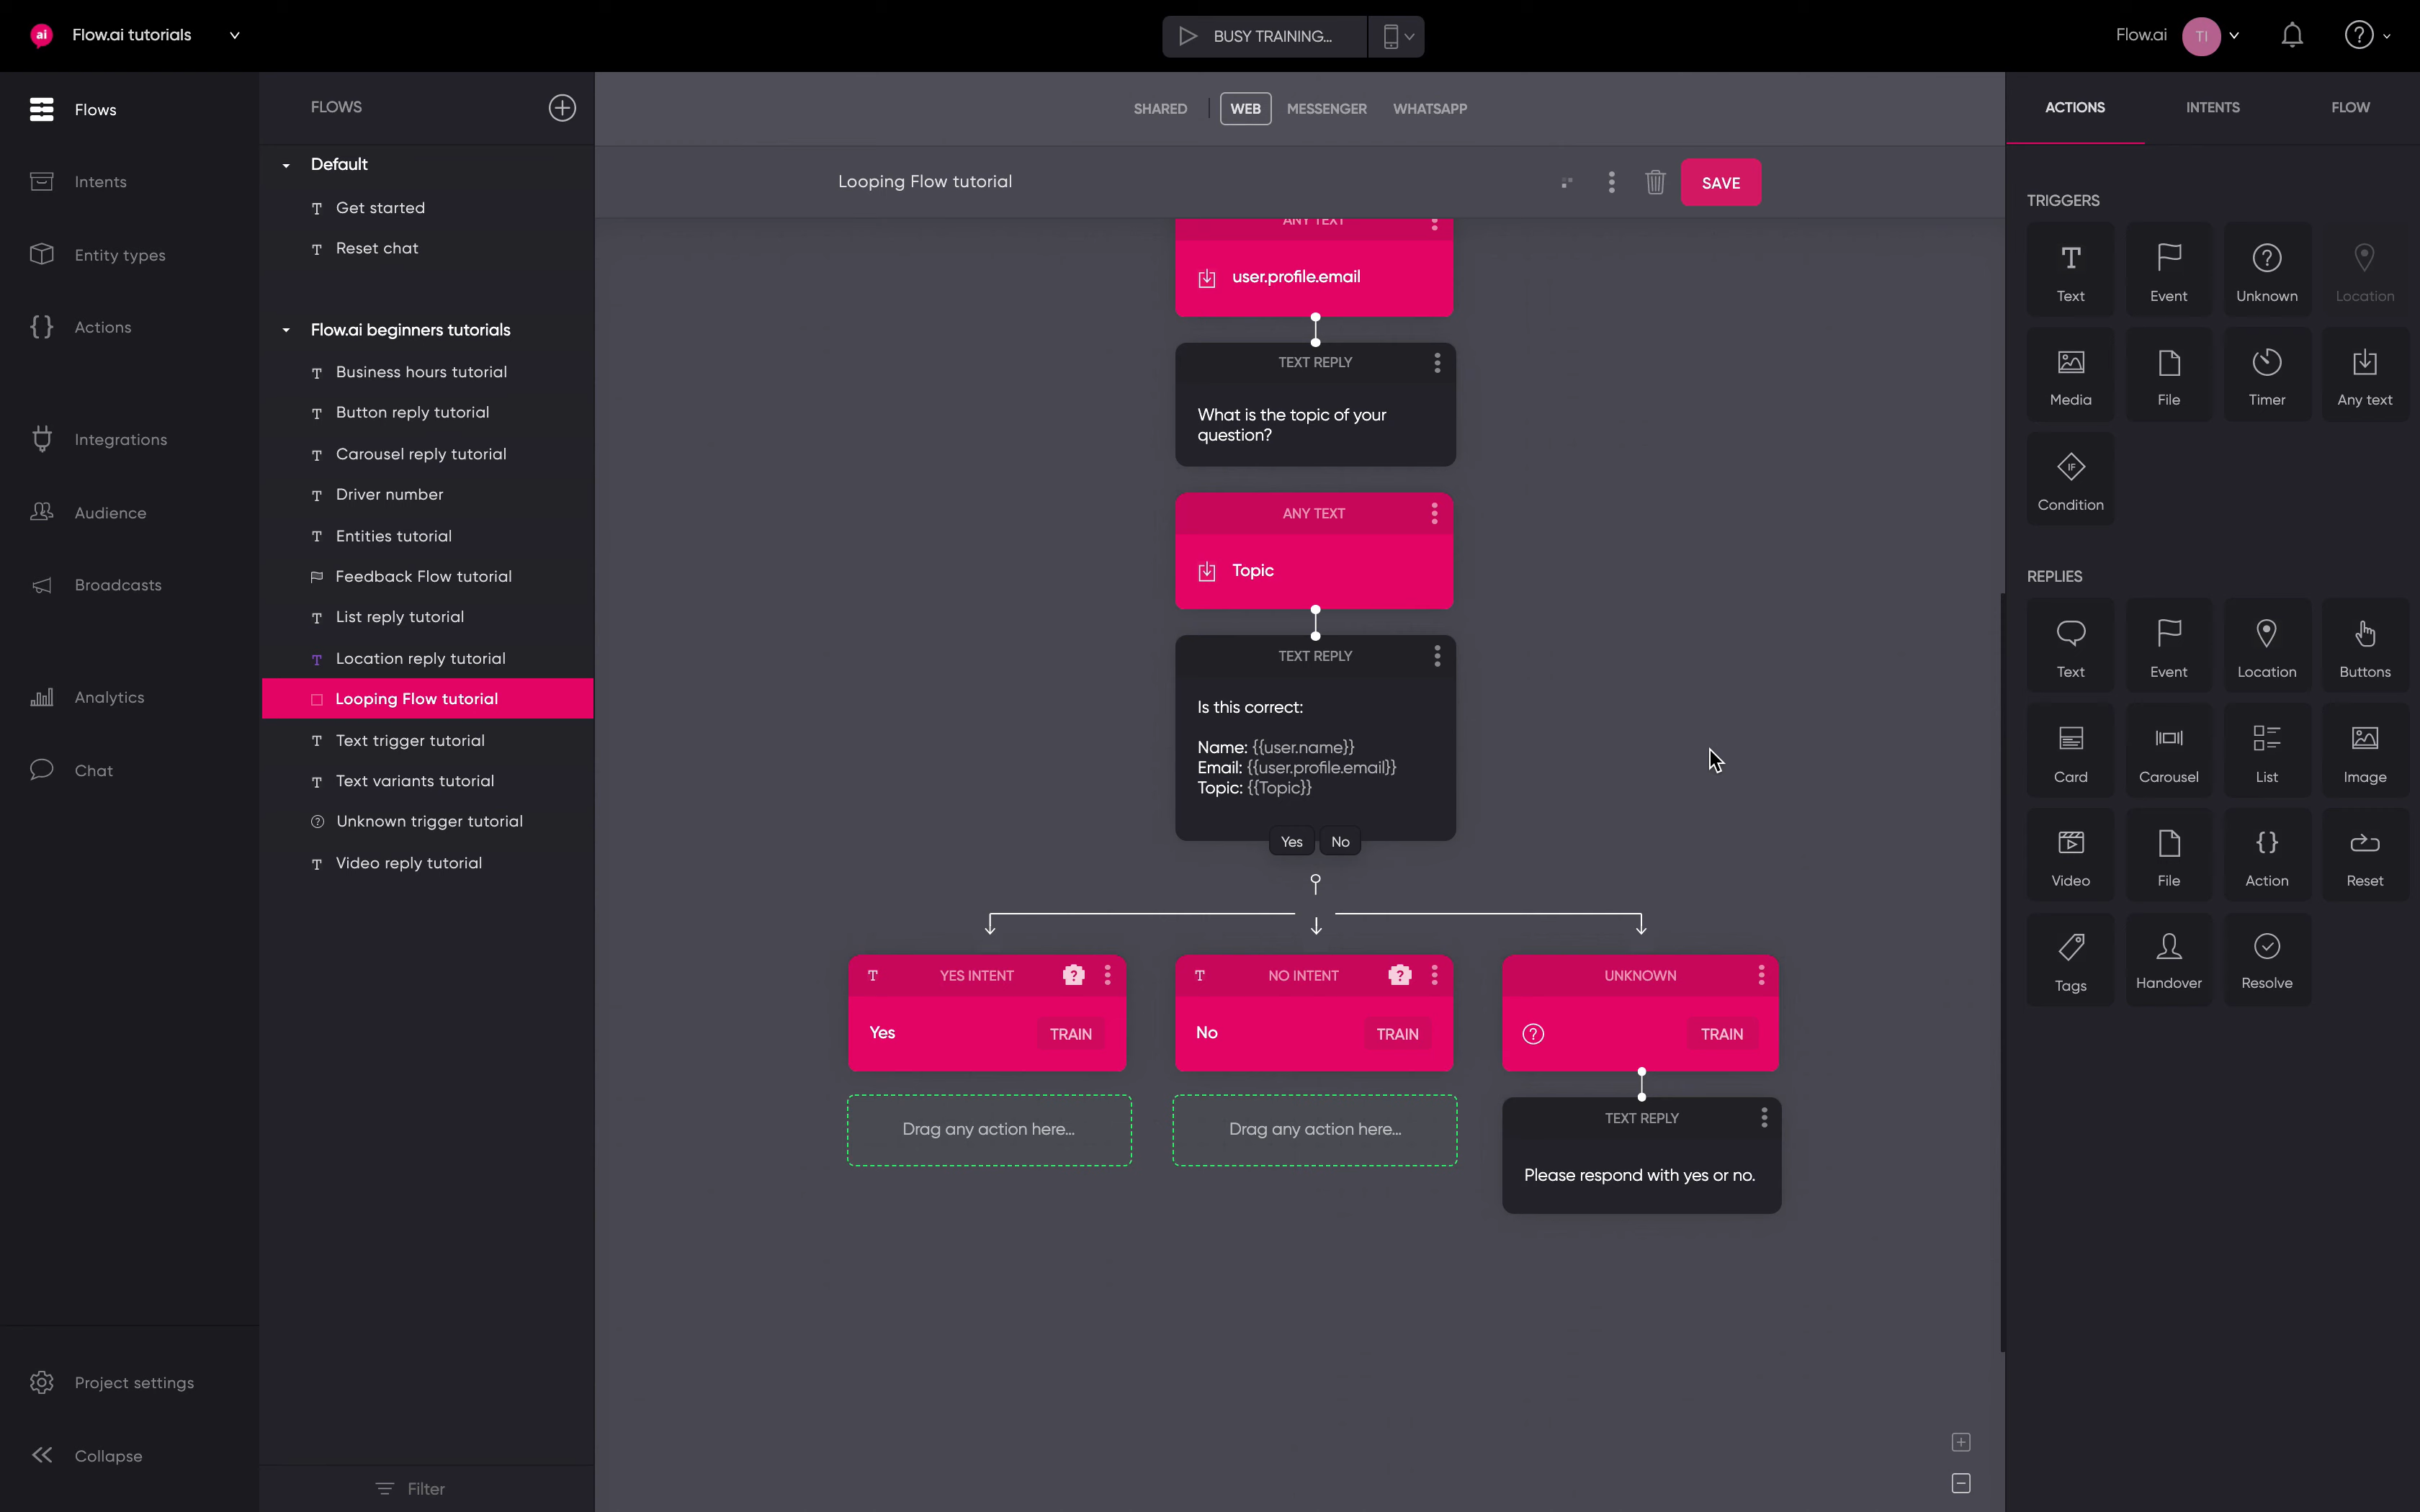 ai Flow.ai tutorials
BUSY TRAINING...
Flow.ai TI
?
Flows
Intents
Entity types
Actions
Integrations
Audience
Broadcasts
Analytics
Chat
Project settings
Collapse
FLOWS
Default
Get started
Reset chat
Flow.ai beginners tutorials
Business hours tutorial
Button reply tutorial
Carousel reply tutorial
Driver number
Entities tutorial
Feedback Flow tutorial
List reply tutorial
Location reply tutorial
Looping Flow tutorial
Text trigger tutorial
Text variants tutorial
Unknown trigger tutorial
Video reply tutorial
Filter
SHARED WEB MESSENGER WHATSAPP
Looping Flow tutorial
SAVE
ANY TEXT
user.profile.email
TEXT REPLY
What is the topic of your
question?
ANY TEXT
Topic
TEXT REPLY
Is this correct:
Name: {{user.name}}
Email: {{user.profile.email}}
Topic: {{Topic}}
Yes No
T YES INTENT ?
Yes TRAIN
T NO INTENT ?
No TRAIN
UNKNOWN
? TRAIN
Drag any action here...
Drag any action here...
TEXT REPLY
Please respond with yes or no.
ACTIONS INTENTS FLOW
TRIGGERS
Text Event Unknown Location
Media File Timer Any text
IF
Condition
REPLIES
Text Event Location Buttons
Card Carousel List Image
Video File Action Reset
Tags Handover Resolve